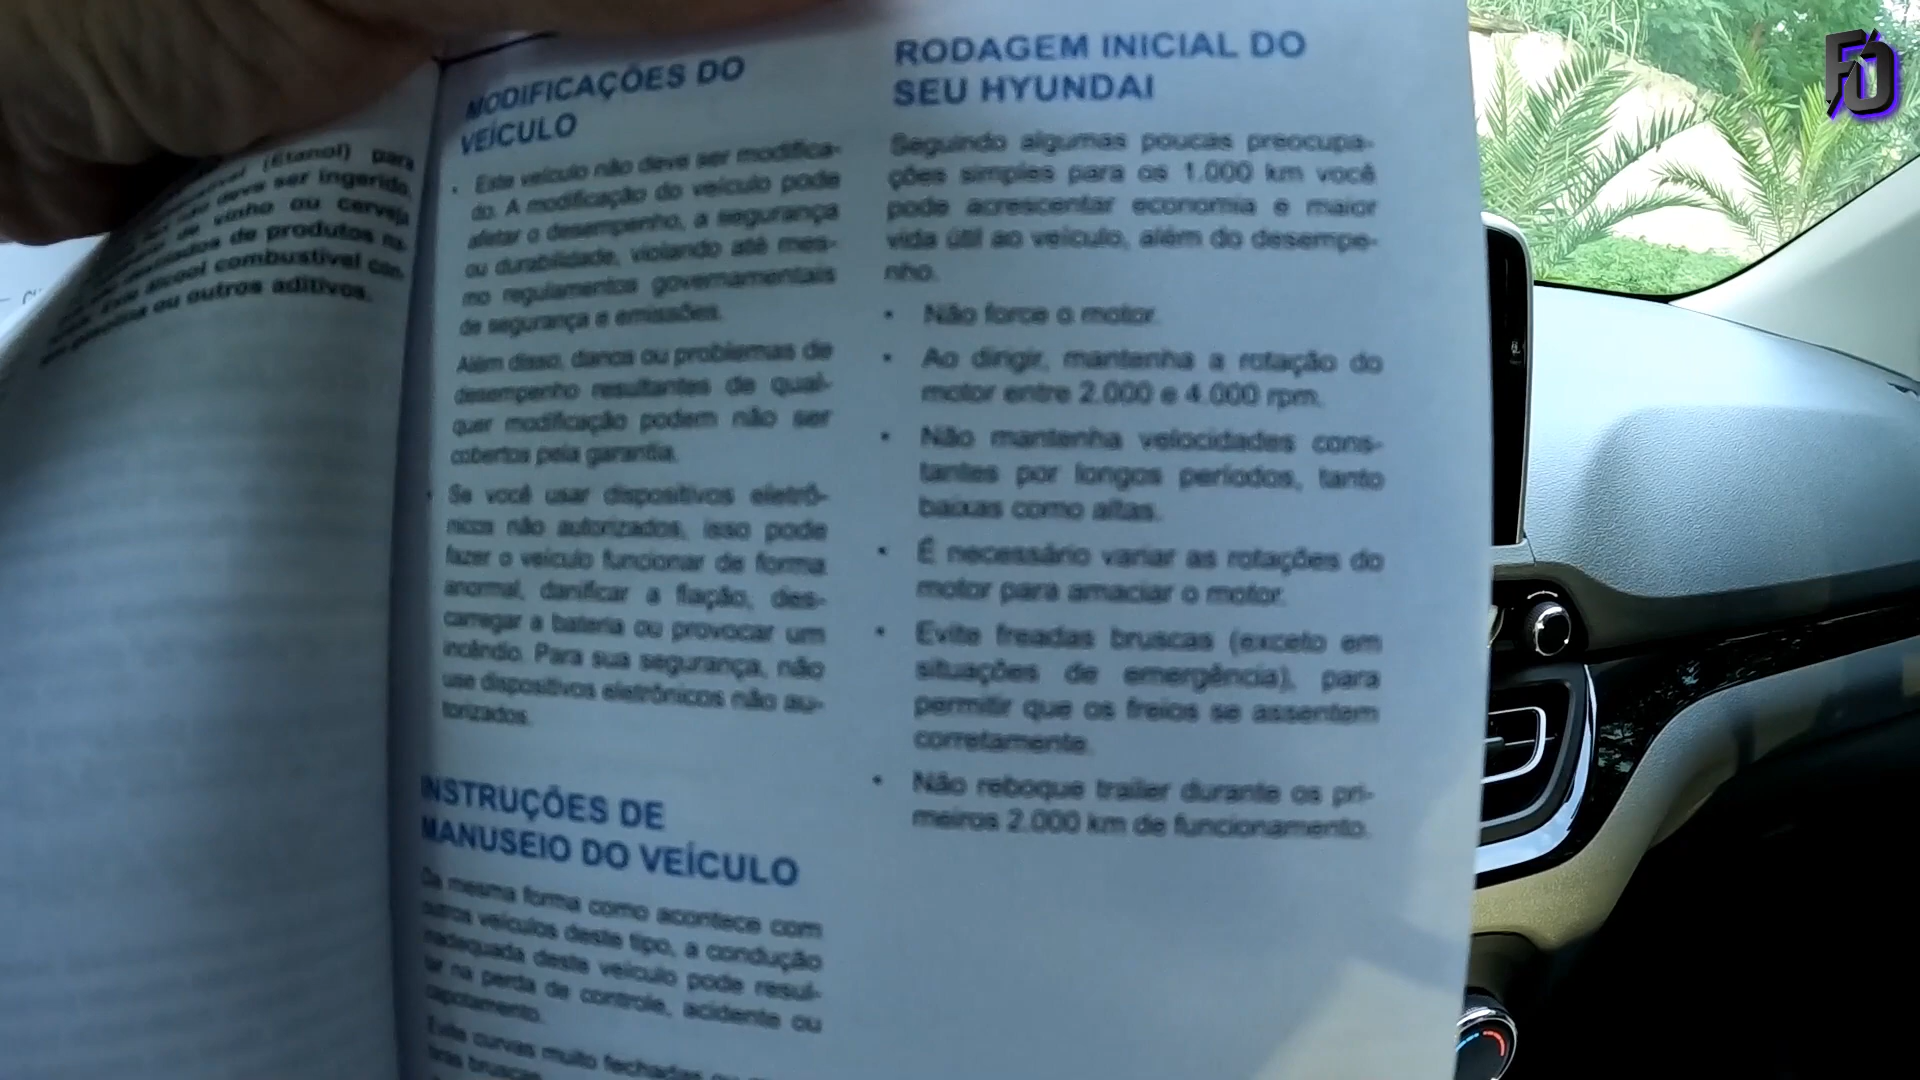 (Etanol) para
deve ser ingerido
de vinho ou cerveja
de produtos
álcool combustível
ou outros aditivos.
MODIFICAÇÕES DO
VEÍCULO
• Este veículo não deve ser modifica-
do. A modificação do veículo pode
afetar o desempenho, a segurança
ou durabilidade, violando até mes-
mo regulamentos governamentais
de segurança e emissões.
Além disso, danos ou problemas de
desempenho resultantes de qual-
quer modificação podem não ser
cobertos pela garantia.
• Se você usar dispositivos eletrô-
nicos não autorizados, isso pode
fazer o veículo funcionar de forma
anormal, danificar a fiação, des-
carregar a bateria ou provocar um
incêndio. Para sua segurança, não
use dispositivos eletrônicos não au-
torizados.
INSTRUÇÕES DE
MANUSEIO DO VEÍCULO
Da mesma forma como acontece com
outros veículos deste tipo, a condução
inadequada deste veículo pode resul-
tar na perda de controle, acidente ou
capotamento.
Evite curvas muito fechadas ou
bruscas
RODAGEM INICIAL DO
SEU HYUNDAI
Seguindo algumas poucas preocupa-
ções simples para os 1.000 km você
pode acrescentar economia e maior
vida útil ao veículo, além do desempe-
nho.
• Não force o motor.
• Ao dirigir, mantenha a rotação do
motor entre 2.000 e 4.000 rpm.
• Não mantenha velocidades cons-
tantes por longos períodos, tanto
baixas como altas.
• É necessário variar as rotações do
motor para amaciar o motor.
• Evite freadas bruscas (exceto em
situações de emergência), para
permitir que os freios se assentem
corretamente.
• Não reboque trailer durante os pri-
meiros 2.000 km de funcionamento.